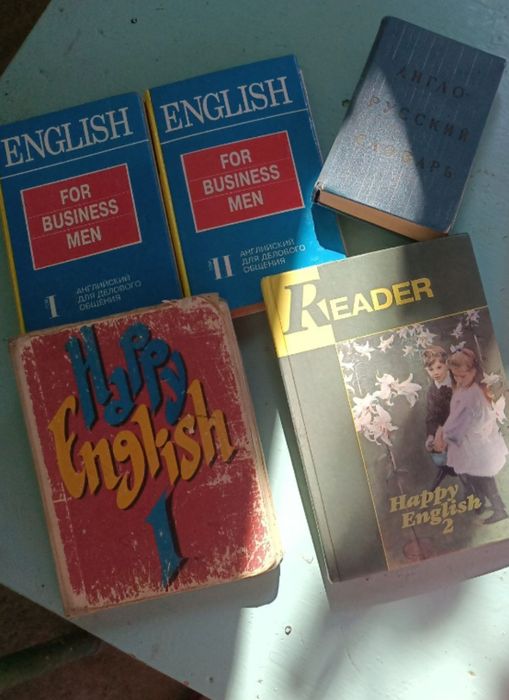 ENGLISH
FOR
BUSINESS
MEN
I
АНГЛИЙСКИЙ
ДЛЯ ДЕЛОВОГО
ОБЩЕНИЯ
ENGLISH
FOR
BUSINESS
MEN
II
АНГЛИЙСКИЙ
ДЛЯ ДЕЛОВОГО
ОБЩЕНИЯ
АНГЛО
РУССКИЙ
СЛОВАРЬ
Happy
English
1
READER
Happy
English
2